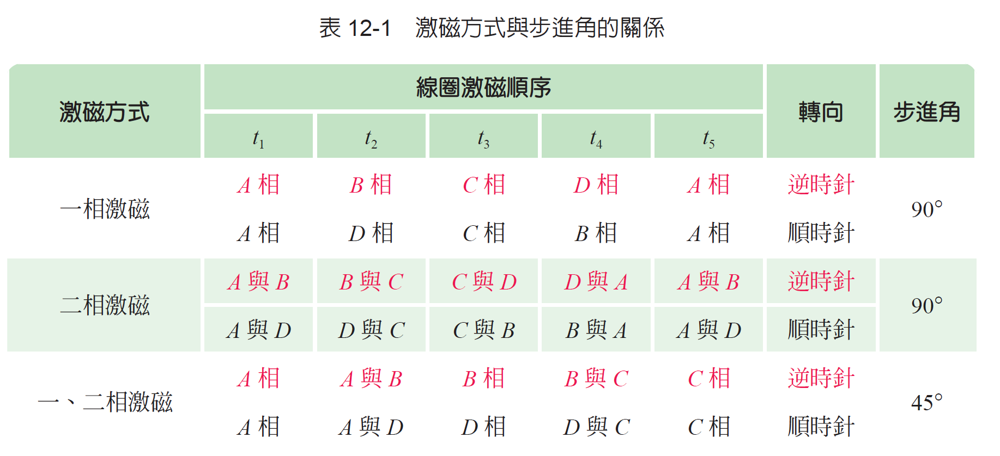 表 12-1 激磁方式與步進角的關係
激磁方式 線圈激磁順序 轉向 步進角
t₁ t₂ t₃ t₄ t₅
一相激磁 A 相 B 相 C 相 D 相 A 相 逆時針 90°
A 相 D 相 C 相 B 相 A 相 順時針
二相激磁 A 與 B B 與 C C 與 D D 與 A A 與 B 逆時針 90°
A 與 D D 與 C C 與 B B 與 A A 與 D 順時針
一、二相激磁 A 相 A 與 B B 相 B 與 C C 相 逆時針 45°
A 相 A 與 D D 相 D 與 C C 相 順時針